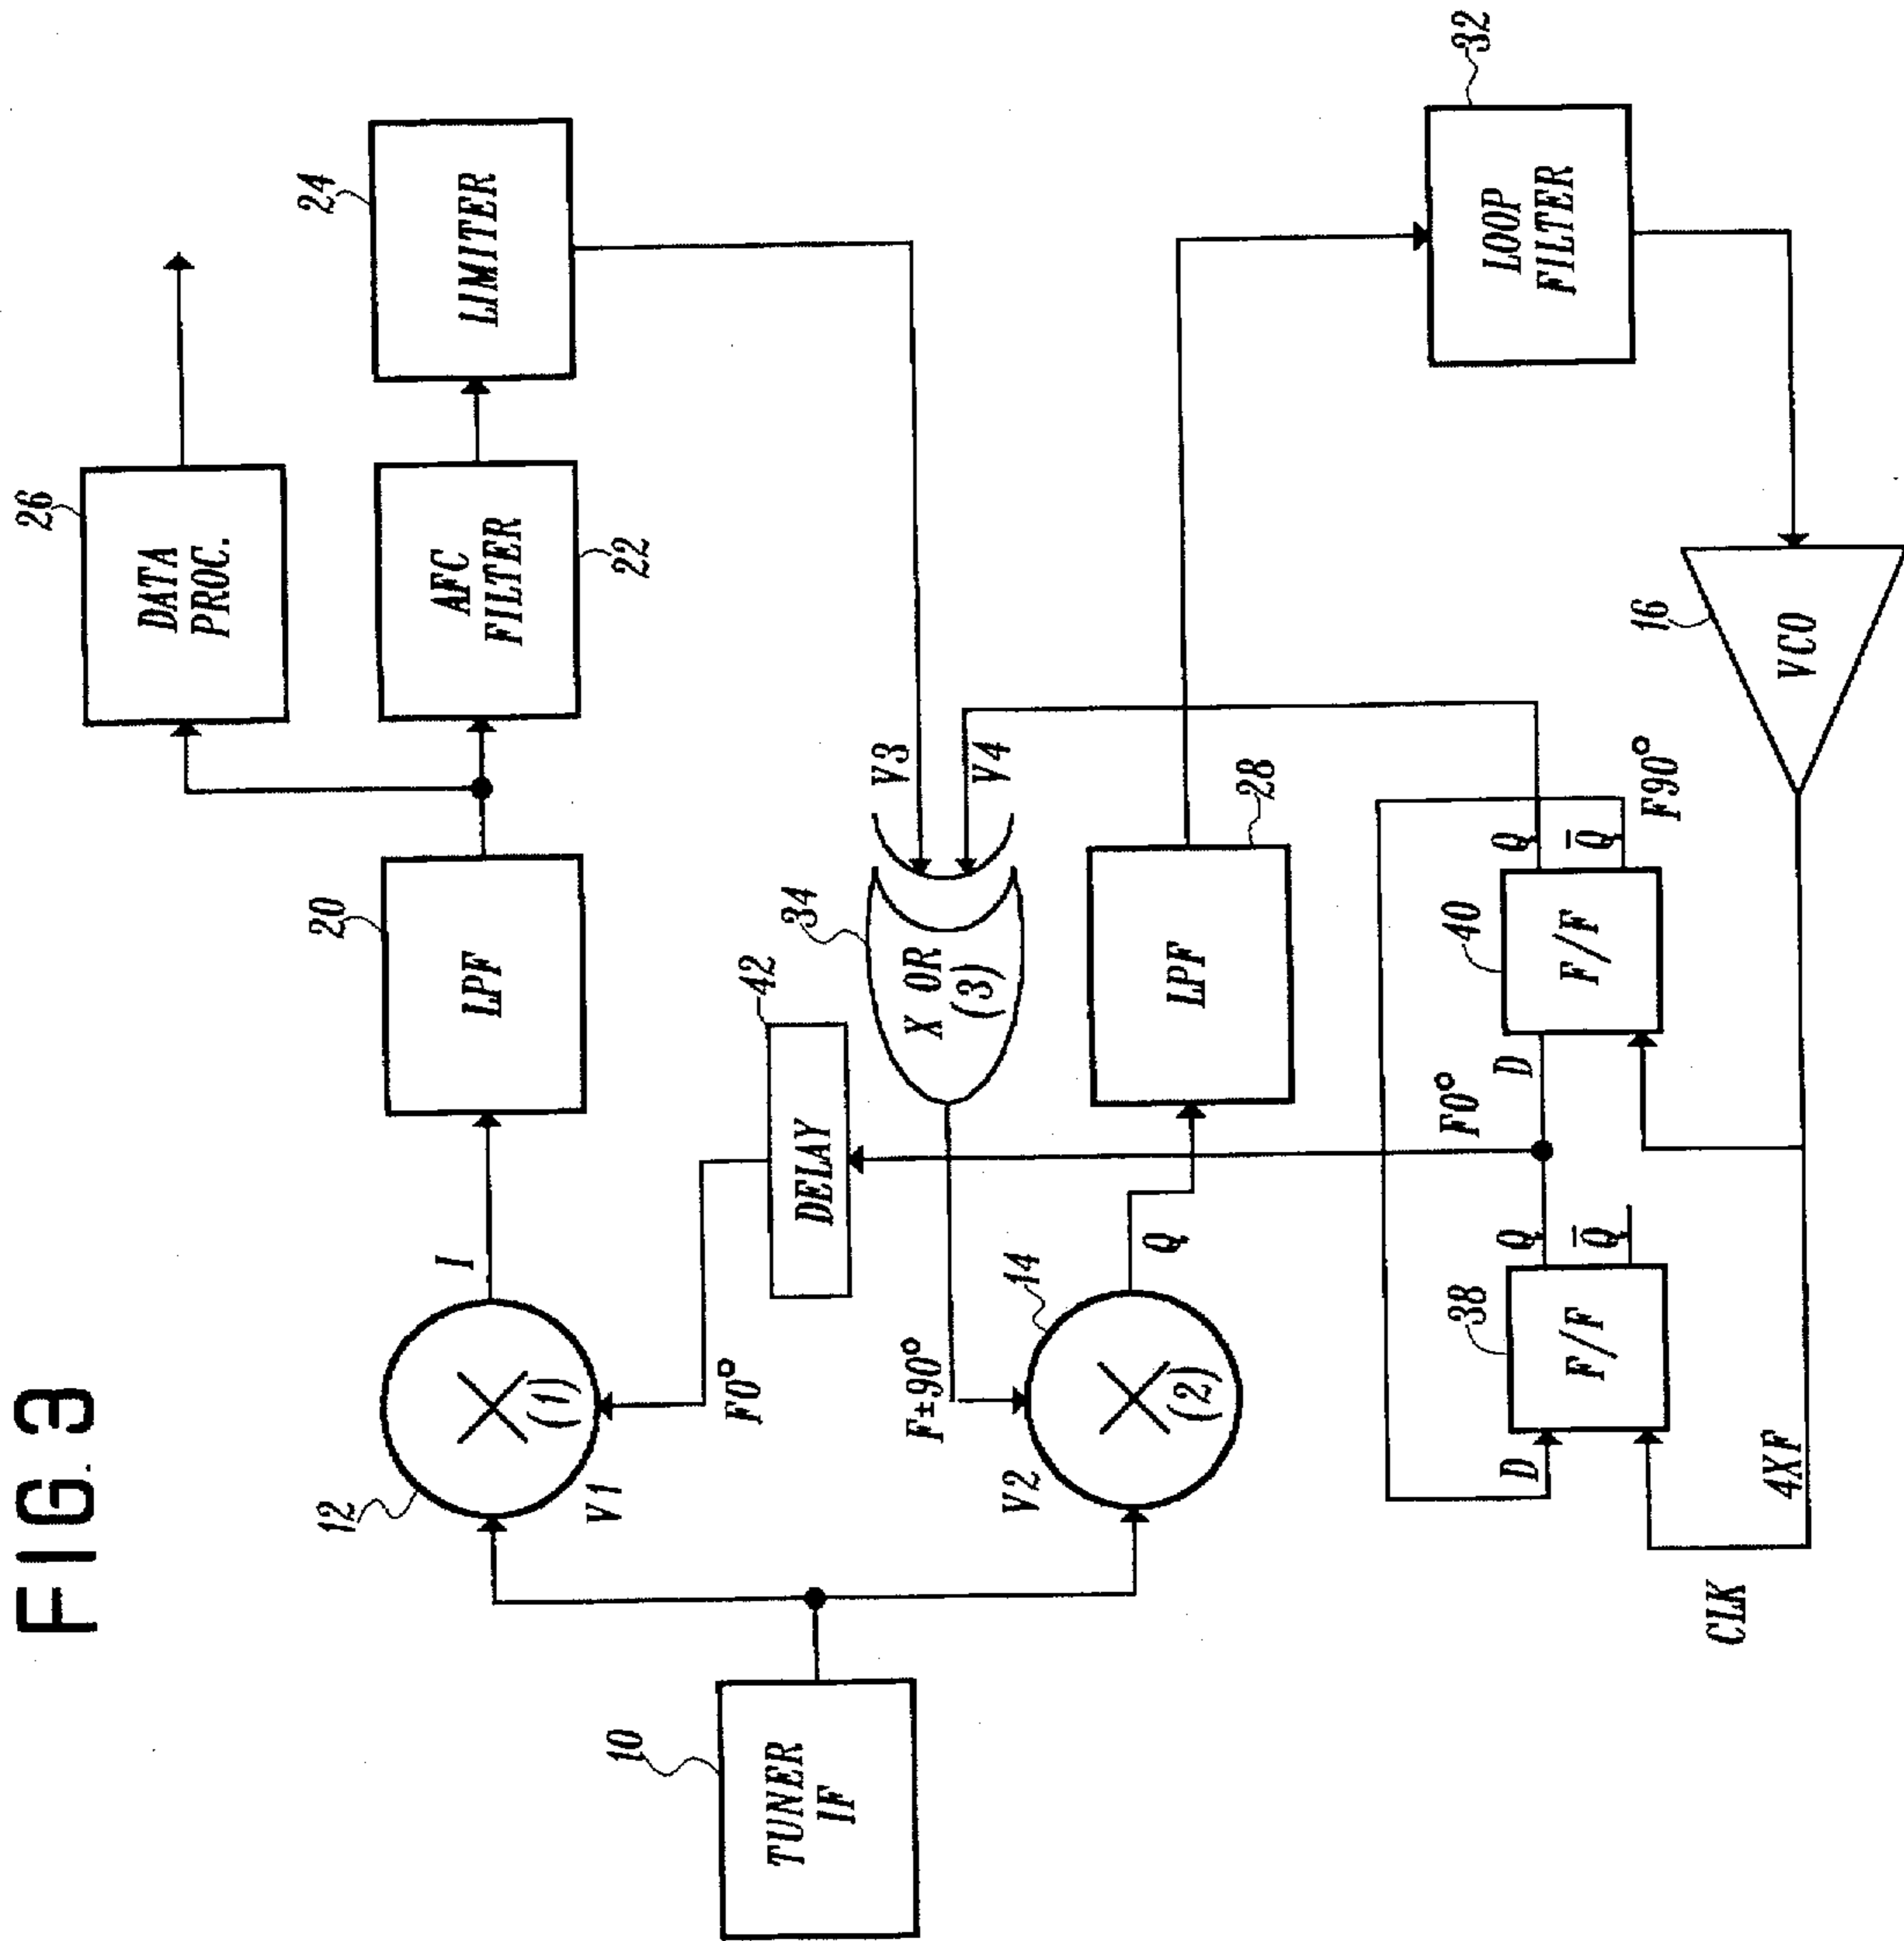 FIG. 3
26
DATA
PROC.
24
LIMITER
AFC
FILTER
22
20
LPF
I
12
X
(1)
V1
F0°
42
DELAY
34
X OR
(3)
V3
V4
10
TUNER
IF
F±90°
V2
14
X
(2)
Q
28
LPF
32
LOOP
FILTER
16
VCO
F90°
F0°
38
F/F
D
Q
Q̅
40
F/F
D
Q
Q̅
4XF
CLK